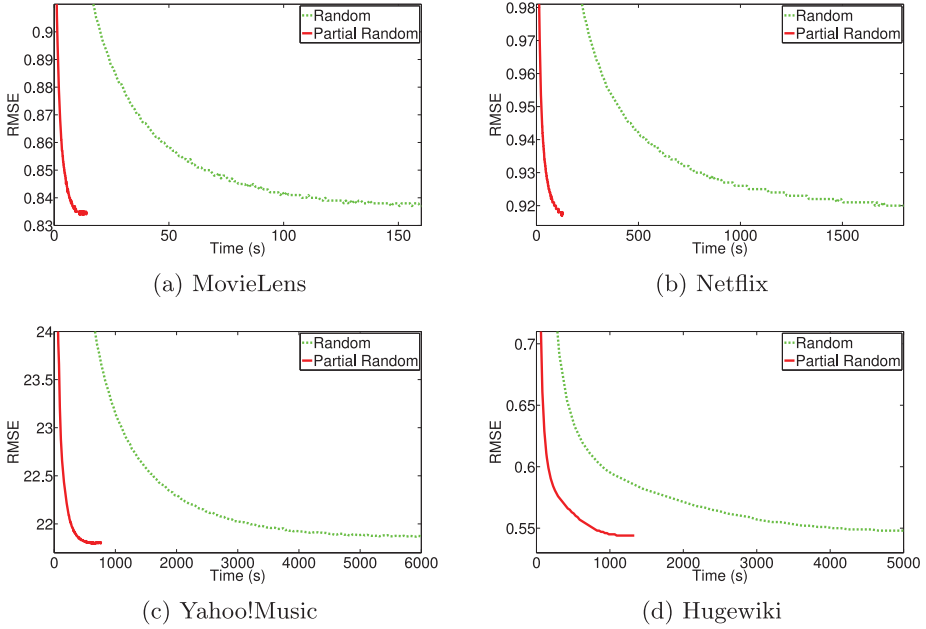 0.9
0.89
0.88
0.87
0.86
0.85
0.84
0.83
RMSE
0 50 100 150
Time (s)
Random
Partial Random
(a) MovieLens
0.98
0.97
0.96
0.95
0.94
0.93
0.92
RMSE
0 500 1000 1500
Time (s)
Random
Partial Random
(b) Netflix
24
23.5
23
22.5
22
RMSE
0 1000 2000 3000 4000 5000 6000
Time (s)
Random
Partial Random
(c) Yahoo!Music
0.7
0.65
0.6
0.55
RMSE
0 1000 2000 3000 4000 5000
Time (s)
Random
Partial Random
(d) Hugewiki